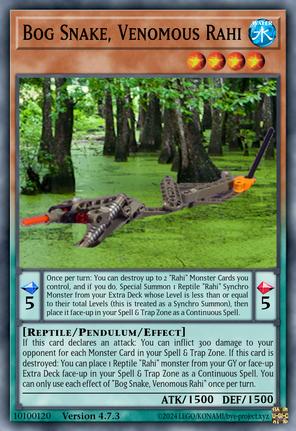 Bog Snake, Venomous Rahi
WATER
水
Once per turn: You can destroy up to 2 "Rahi" Monster Cards you
control, and if you do, Special Summon 1 Reptile "Rahi" Synchro
Monster from your Extra Deck whose Level is less than or equal
to their total Levels (this is treated as a Synchro Summon), then
place it face-up in your Spell & Trap Zone as a Continuous Spell.
5
5
[Reptile/Pendulum/Effect]
If this card declares an attack: You can inflict 300 damage to your
opponent for each Monster Card in your Spell & Trap Zone. If this card is
destroyed: You can place 1 Reptile "Rahi" monster from your GY or face-up
Extra Deck face-up in your Spell & Trap Zone as a Continuous Spell. You
can only use each effect of "Bog Snake, Venomous Rahi" once per turn.
ATK/1500 DEF/1500
10100120 Version 4.7.3 ©2024 LEGO/KONAMI/bye-project.xyz